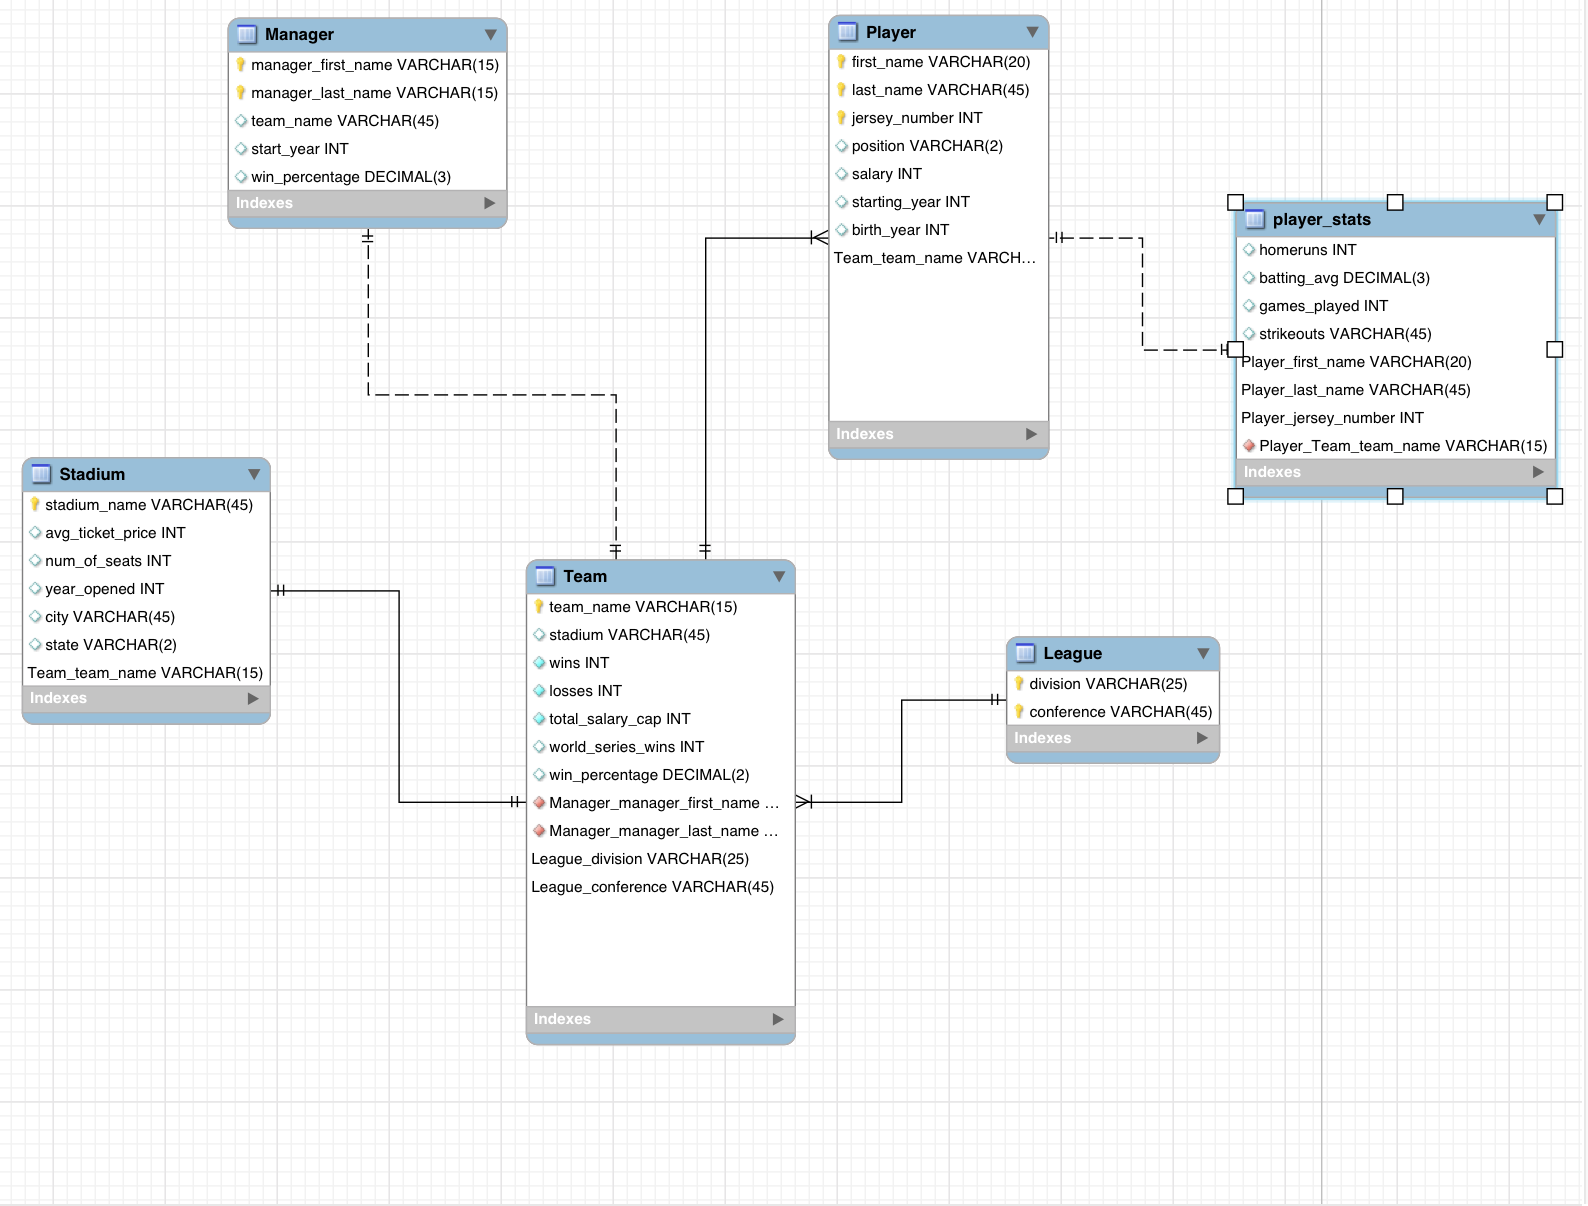 Manager
manager_first_name VARCHAR(15)
manager_last_name VARCHAR(15)
team_name VARCHAR(45)
start_year INT
win_percentage DECIMAL(3)
Indexes
Player
first_name VARCHAR(20)
last_name VARCHAR(45)
jersey_number INT
position VARCHAR(2)
salary INT
starting_year INT
birth_year INT
Team_team_name VARCH…
Indexes
player_stats
homeruns INT
batting_avg DECIMAL(3)
games_played INT
strikeouts VARCHAR(45)
Player_first_name VARCHAR(20)
Player_last_name VARCHAR(45)
Player_jersey_number INT
Player_Team_team_name VARCHAR(15)
Indexes
Stadium
stadium_name VARCHAR(45)
avg_ticket_price INT
num_of_seats INT
year_opened INT
city VARCHAR(45)
state VARCHAR(2)
Team_team_name VARCHAR(15)
Indexes
Team
team_name VARCHAR(15)
stadium VARCHAR(45)
wins INT
losses INT
total_salary_cap INT
world_series_wins INT
win_percentage DECIMAL(2)
Manager_manager_first_name …
Manager_manager_last_name …
League_division VARCHAR(25)
League_conference VARCHAR(45)
Indexes
League
division VARCHAR(25)
conference VARCHAR(45)
Indexes